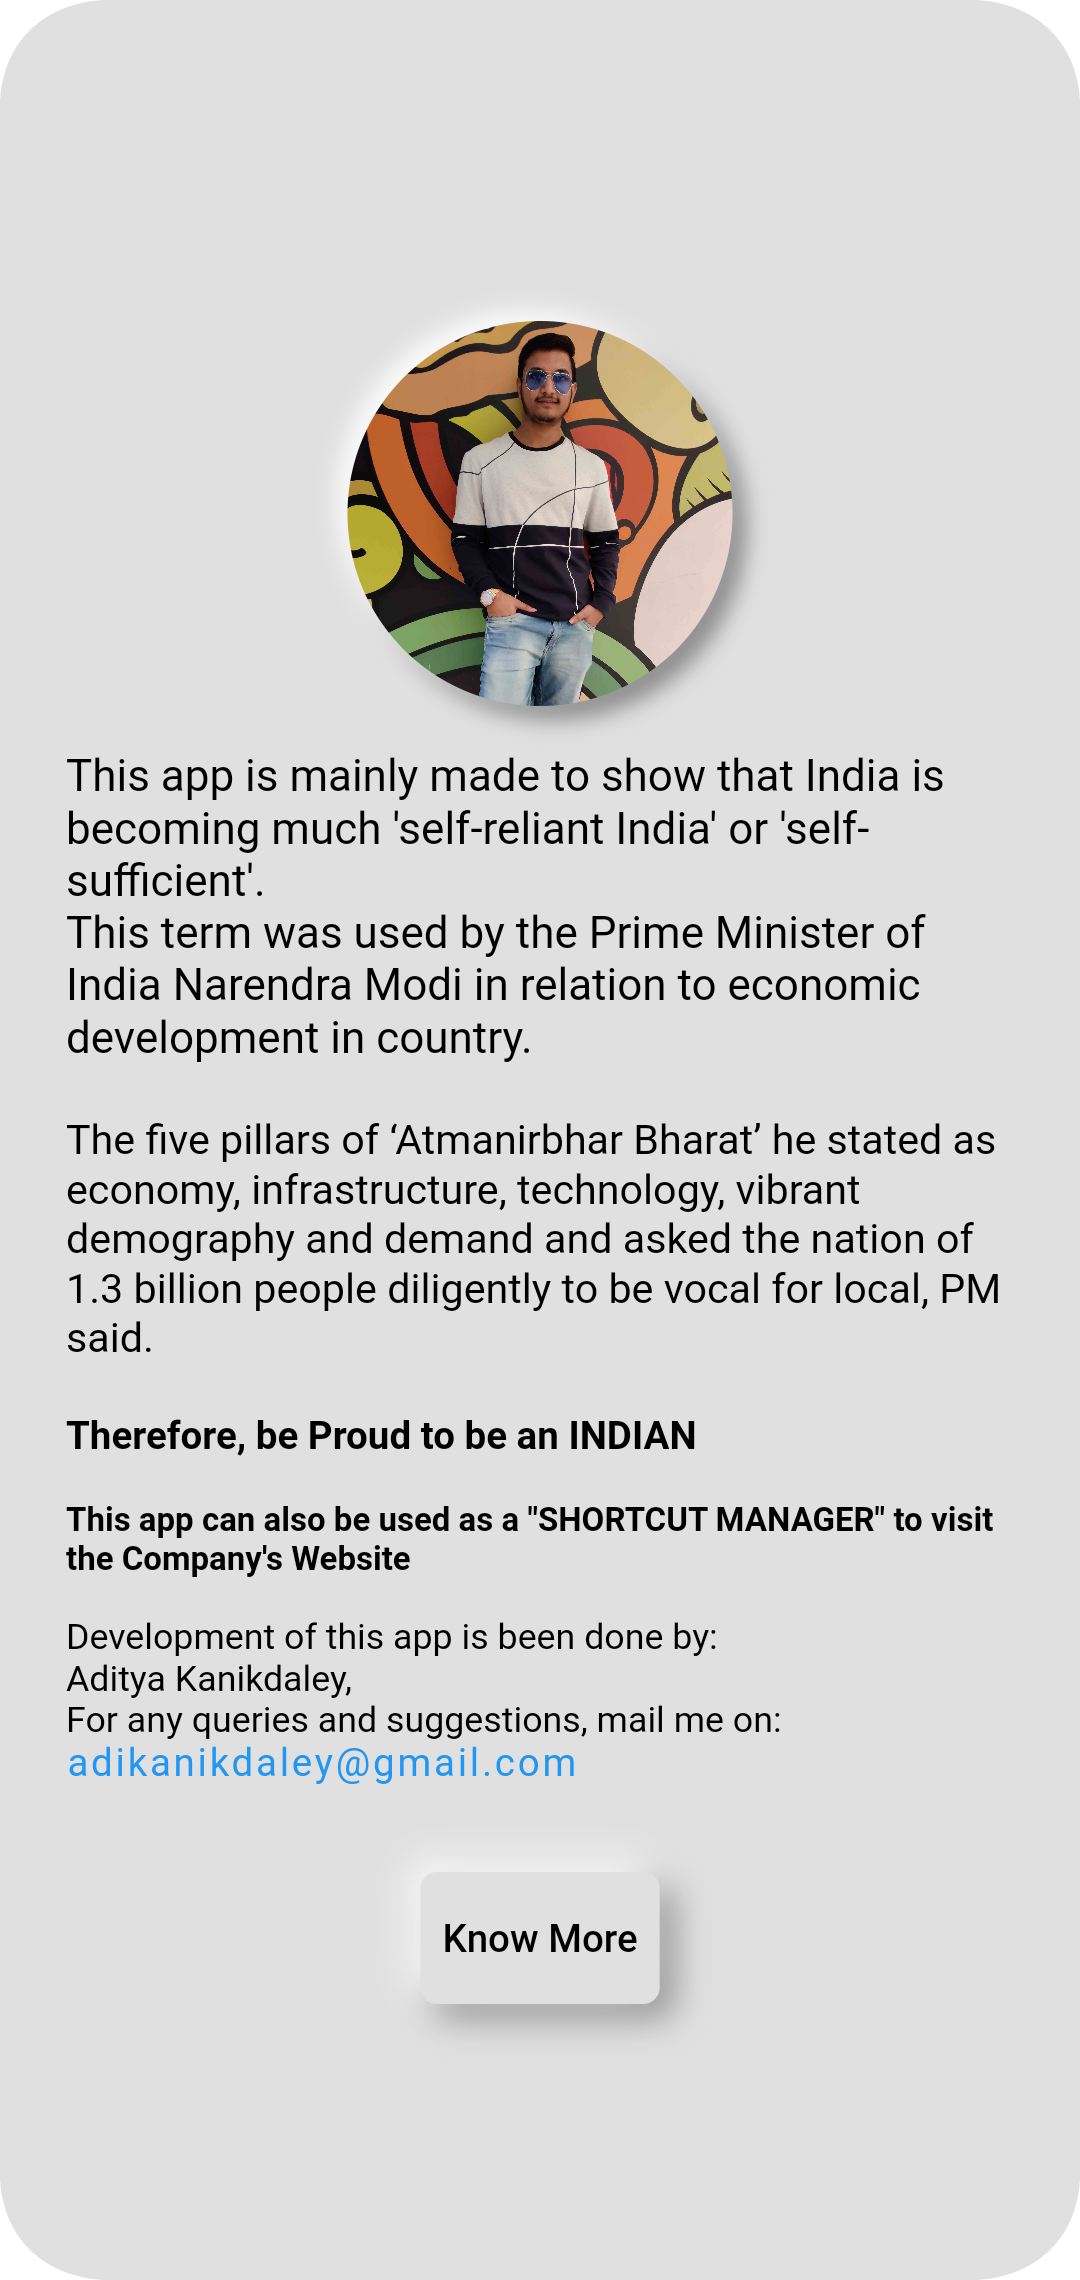 This app is mainly made to show that India is
becoming much 'self-reliant India' or 'self-
sufficient'.
This term was used by the Prime Minister of
India Narendra Modi in relation to economic
development in country.
The five pillars of ‘Atmanirbhar Bharat’ he stated as
economy, infrastructure, technology, vibrant
demography and demand and asked the nation of
1.3 billion people diligently to be vocal for local, PM
said.
Therefore, be Proud to be an INDIAN
This app can also be used as a "SHORTCUT MANAGER" to visit
the Company's Website
Development of this app is been done by:
Aditya Kanikdaley,
For any queries and suggestions, mail me on:
adikanikdaley@gmail.com
Know More